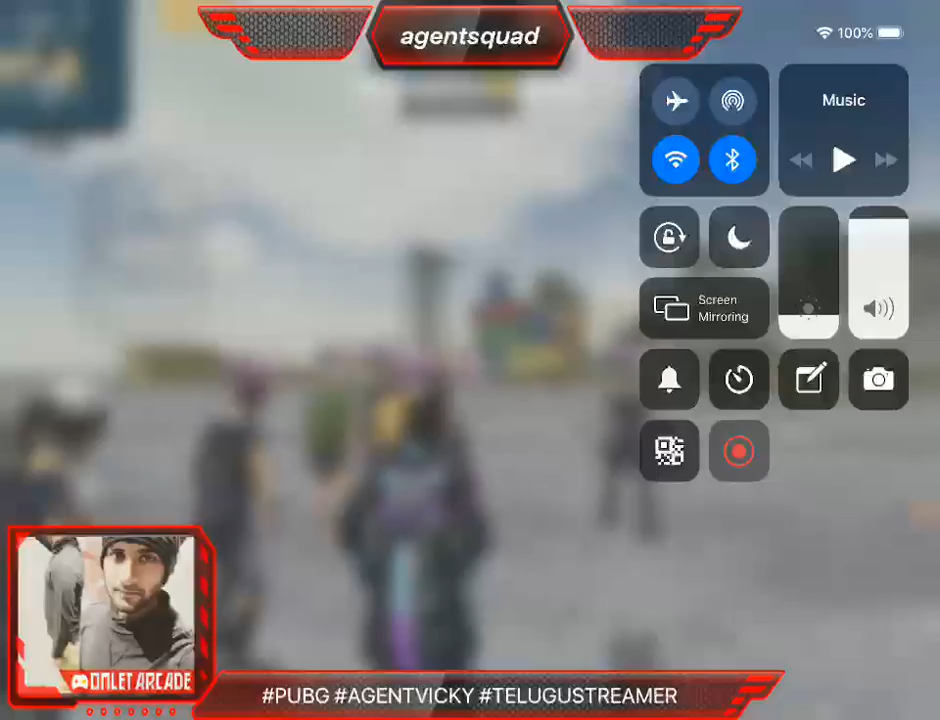 agentsquad
100%
Music
Screen
Mirroring
OMLET ARCADE
#PUBG #AGENTVICKY #TELUGUSTREAMER